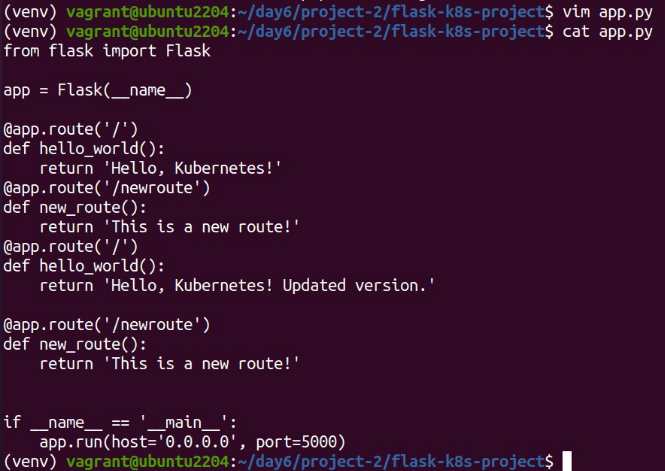 (venv) vagrant@ubuntu2204:~/day6/project-2/flask-k8s-project$ vim app.py
(venv) vagrant@ubuntu2204:~/day6/project-2/flask-k8s-project$ cat app.py
from flask import Flask

app = Flask(__name__)

@app.route('/')
def hello_world():
    return 'Hello, Kubernetes!'
@app.route('/newroute')
def new_route():
    return 'This is a new route!'
@app.route('/')
def hello_world():
    return 'Hello, Kubernetes! Updated version.'

@app.route('/newroute')
def new_route():
    return 'This is a new route!'


if __name__ == '__main__':
    app.run(host='0.0.0.0', port=5000)
(venv) vagrant@ubuntu2204:~/day6/project-2/flask-k8s-project$